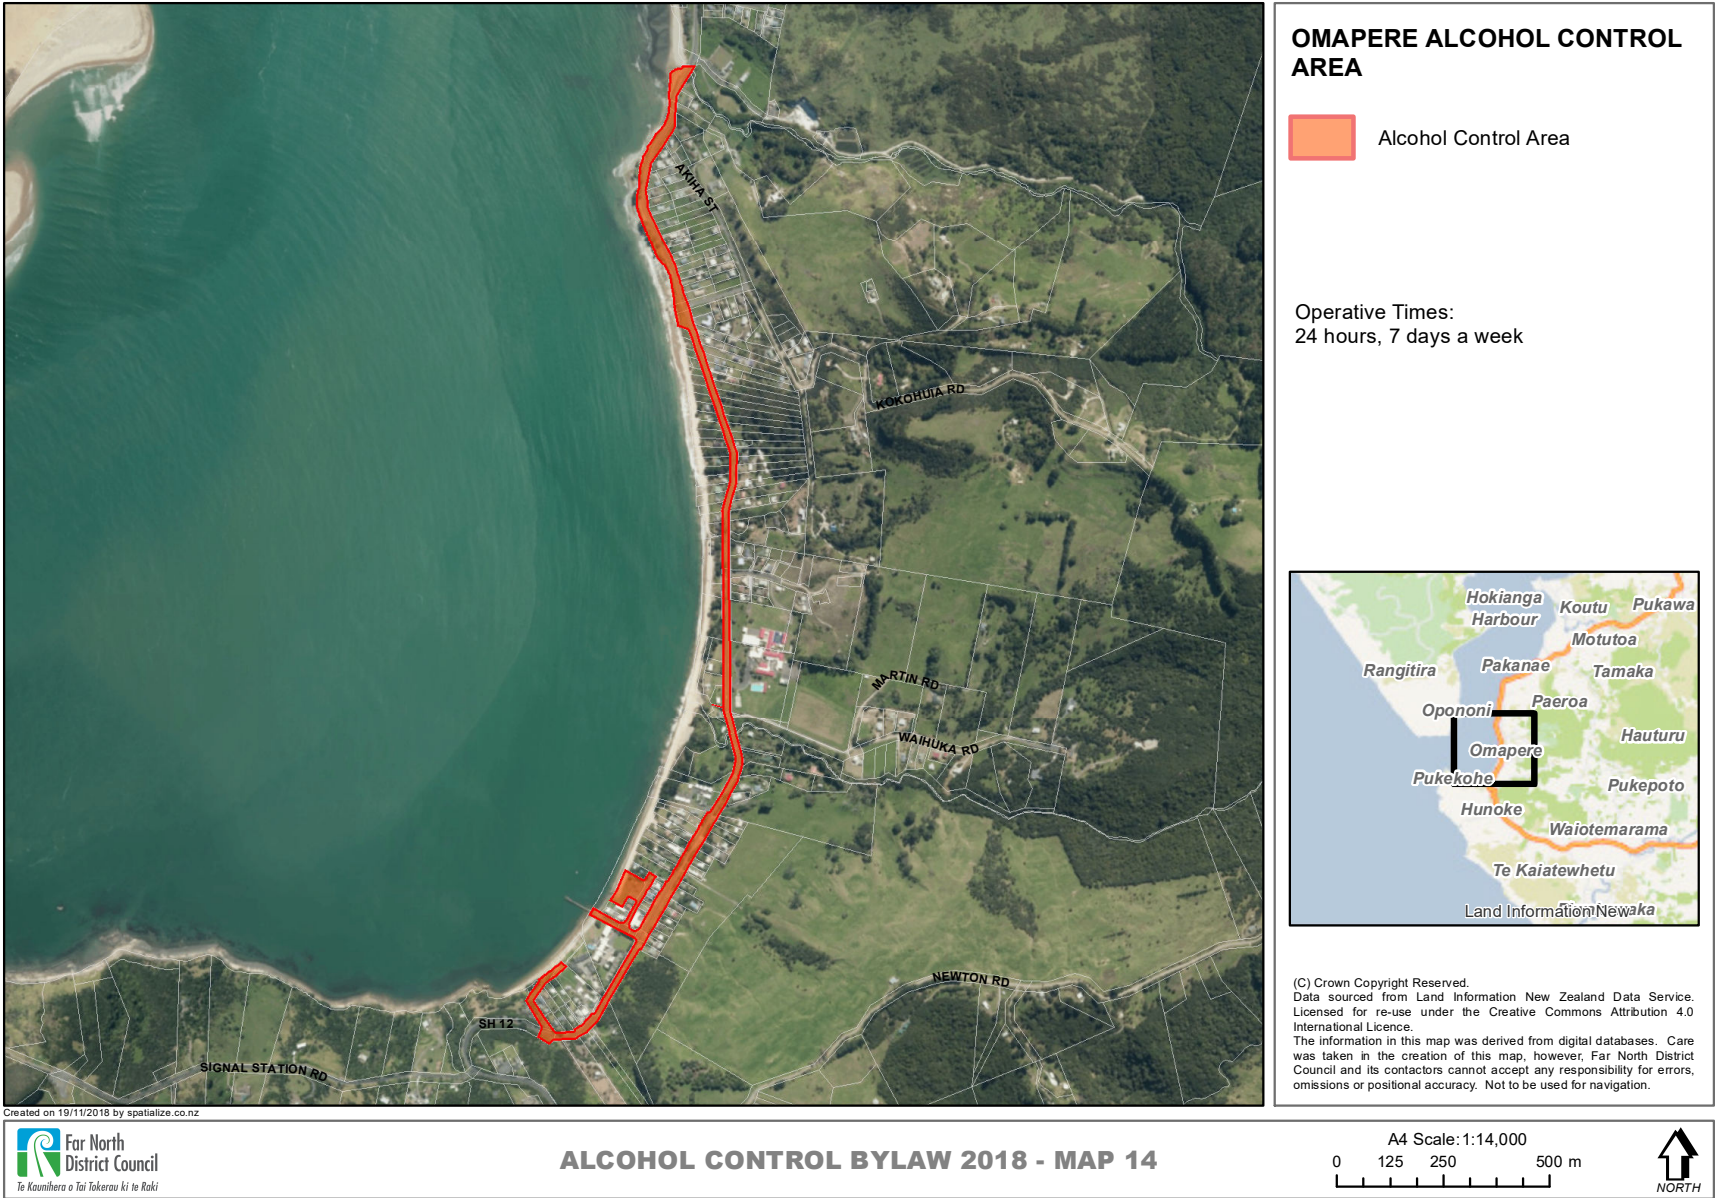 OMAPERE ALCOHOL CONTROL
AREA
Alcohol Control Area
Operative Times:
24 hours, 7 days a week
AKIHA ST
KOKOHUIA RD
MARTIN RD
WAIHUKA RD
NEWTON RD
SH 12
SIGNAL STATION RD
Hokianga
Harbour
Koutu
Pukawa
Motutoa
Rangitira
Pakanae
Tamaka
Opononi
Paeroa
Omapere
Hauturu
Pukekohe
Pukepoto
Hunoke
Waiotemarama
Te Kaiatewhetu
Land Information New
(C) Crown Copyright Reserved.
Data sourced from Land Information New Zealand Data Service.
Licensed for re-use under the Creative Commons Attribution 4.0
International Licence.
The information in this map was derived from digital databases. Care
was taken in the creation of this map, however, Far North District
Council and its contactors cannot accept any responsibility for errors,
omissions or positional accuracy. Not to be used for navigation.
Created on 19/11/2018 by spatialize.co.nz
Far North
District Council
Te Kaunihera o Tai Tokerau ki te Raki
ALCOHOL CONTROL BYLAW 2018 - MAP 14
A4 Scale: 1:14,000
0 125 250 500 m
NORTH